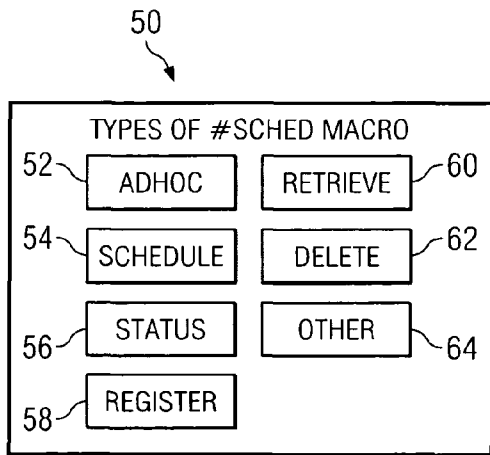 50
TYPES OF #SCHED MACRO
52 ADHOC RETRIEVE 60
54 SCHEDULE DELETE 62
56 STATUS OTHER 64
58 REGISTER